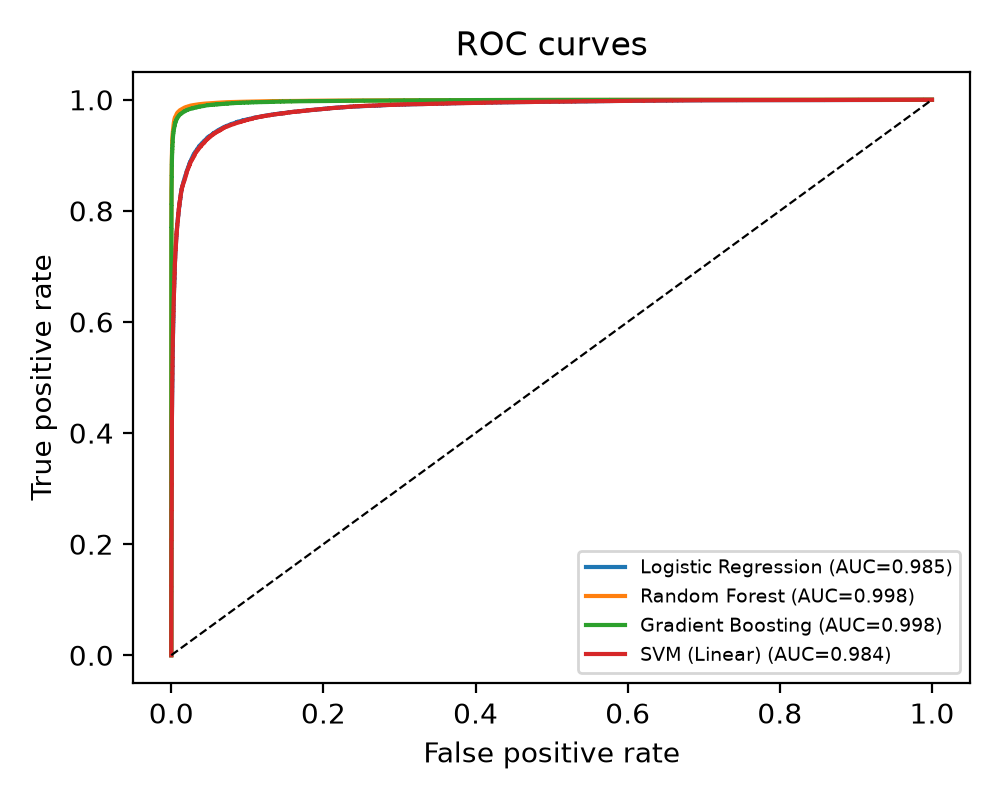 ROC curves
True positive rate
1.0
0.8
0.6
0.4
0.2
0.0
Logistic Regression (AUC=0.985)
Random Forest (AUC=0.998)
Gradient Boosting (AUC=0.998)
SVM (Linear) (AUC=0.984)
0.0 0.2 0.4 0.6 0.8 1.0
False positive rate